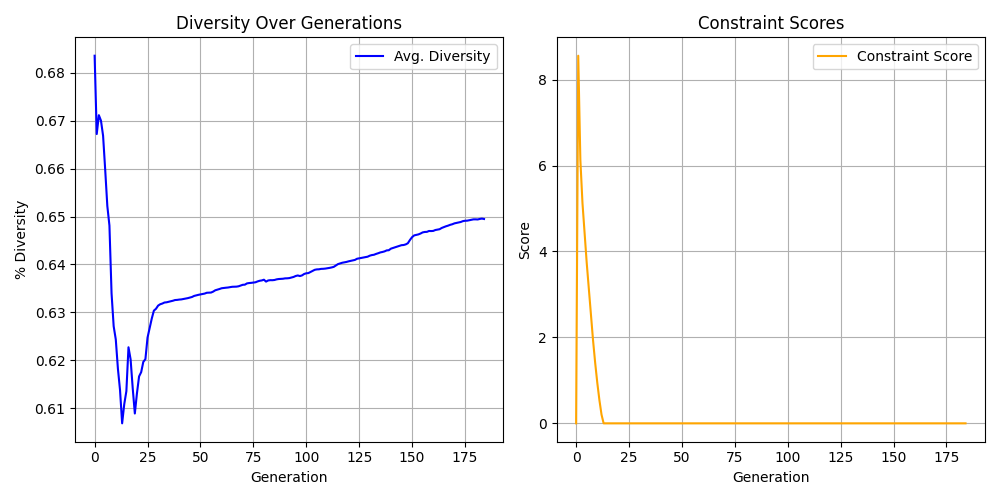 Diversity Over Generations
Avg. Diversity
% Diversity
0.68
0.67
0.66
0.65
0.64
0.63
0.62
0.61
0 25 50 75 100 125 150 175
Generation
Constraint Scores
Constraint Score
Score
8
6
4
2
0
0 25 50 75 100 125 150 175
Generation